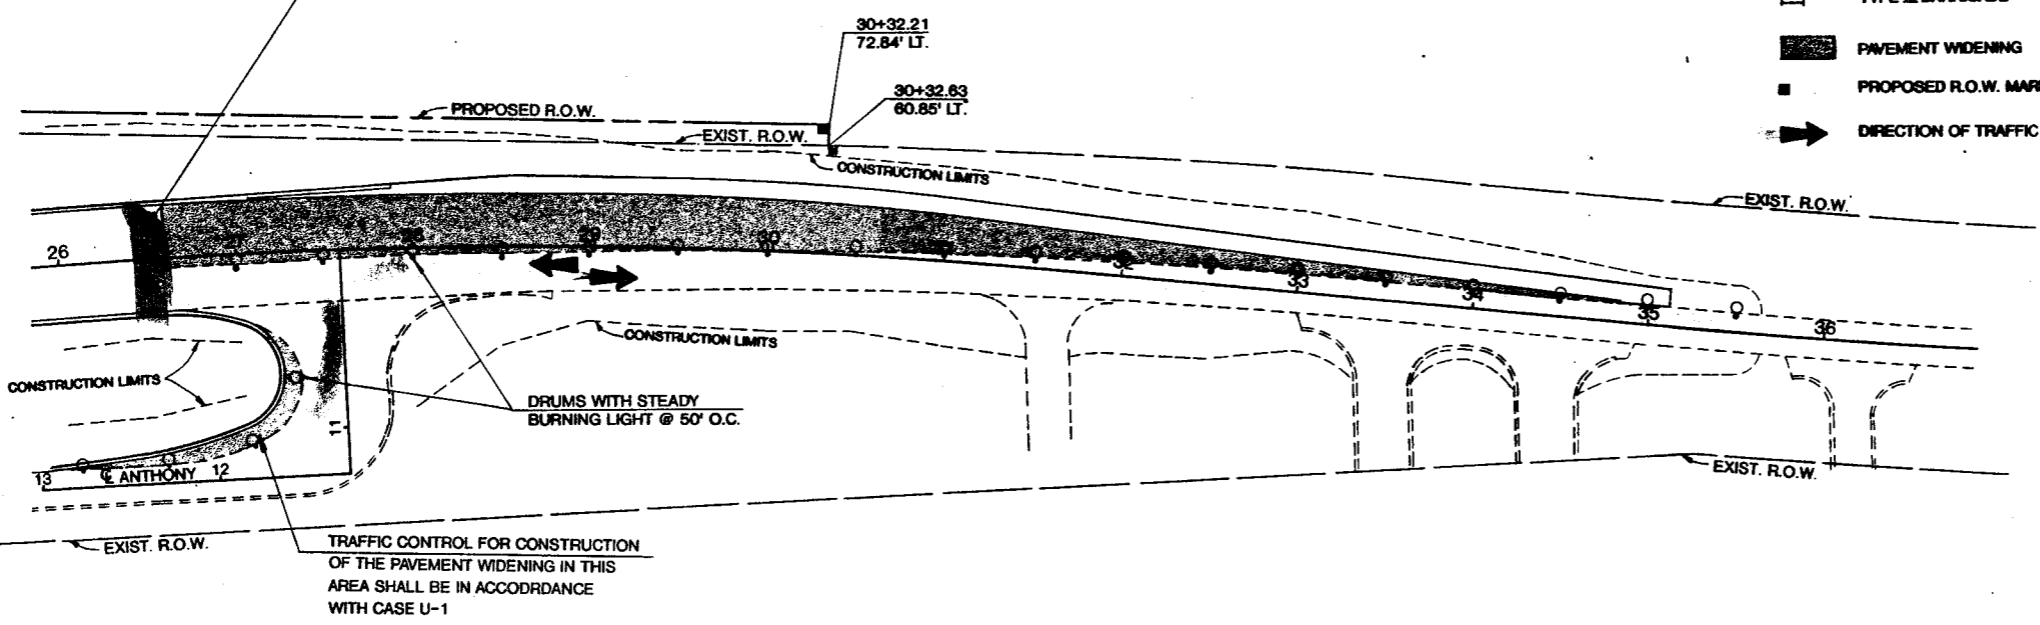 30+32.21
72.84' LT.
30+32.63
60.85' LT.
PAVEMENT WIDENING
PROPOSED R.O.W.
DIRECTION OF TRAFFIC
PROPOSED R.O.W.
EXIST. R.O.W.
CONSTRUCTION LIMITS
EXIST. R.O.W.
26
28
29
30
32
33
34
35
36
CONSTRUCTION LIMITS
CONSTRUCTION LIMITS
DRUMS WITH STEADY
BURNING LIGHT @ 50' O.C.
11
13
℄ ANTHONY
12
EXIST. R.O.W.
EXIST. R.O.W.
TRAFFIC CONTROL FOR CONSTRUCTION
OF THE PAVEMENT WIDENING IN THIS
AREA SHALL BE IN ACCODRDANCE
WITH CASE U-1